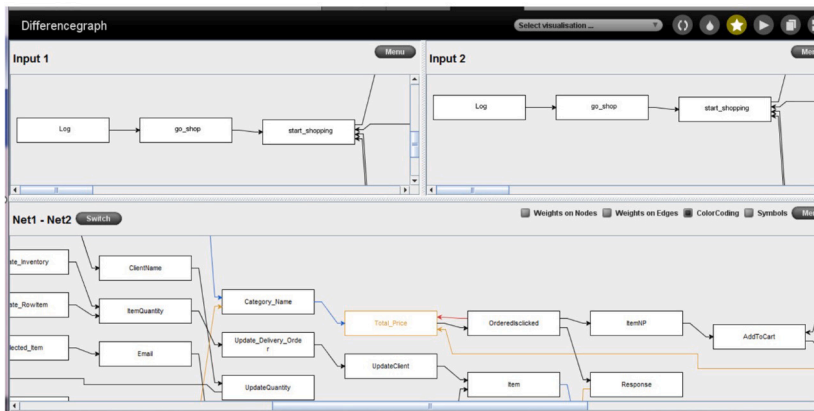 Differencegraph
Select visualisation ...
Input 1
Menu
Input 2
Log
go_shop
start_shopping
Log
go_shop
start_shopping
Net1 - Net2
Switch
Weights on Nodes
Weights on Edges
ColorCoding
Symbols
ate_Inventory
ClientName
Category_Name
ate_RowItem
ItemQuantity
Total_Price
OrderedIsclicked
ItemNP
AddToCart
lected_Item
Email
Update_Delivery_Orde
r
UpdateClient
UpdateQuantity
Item
Response